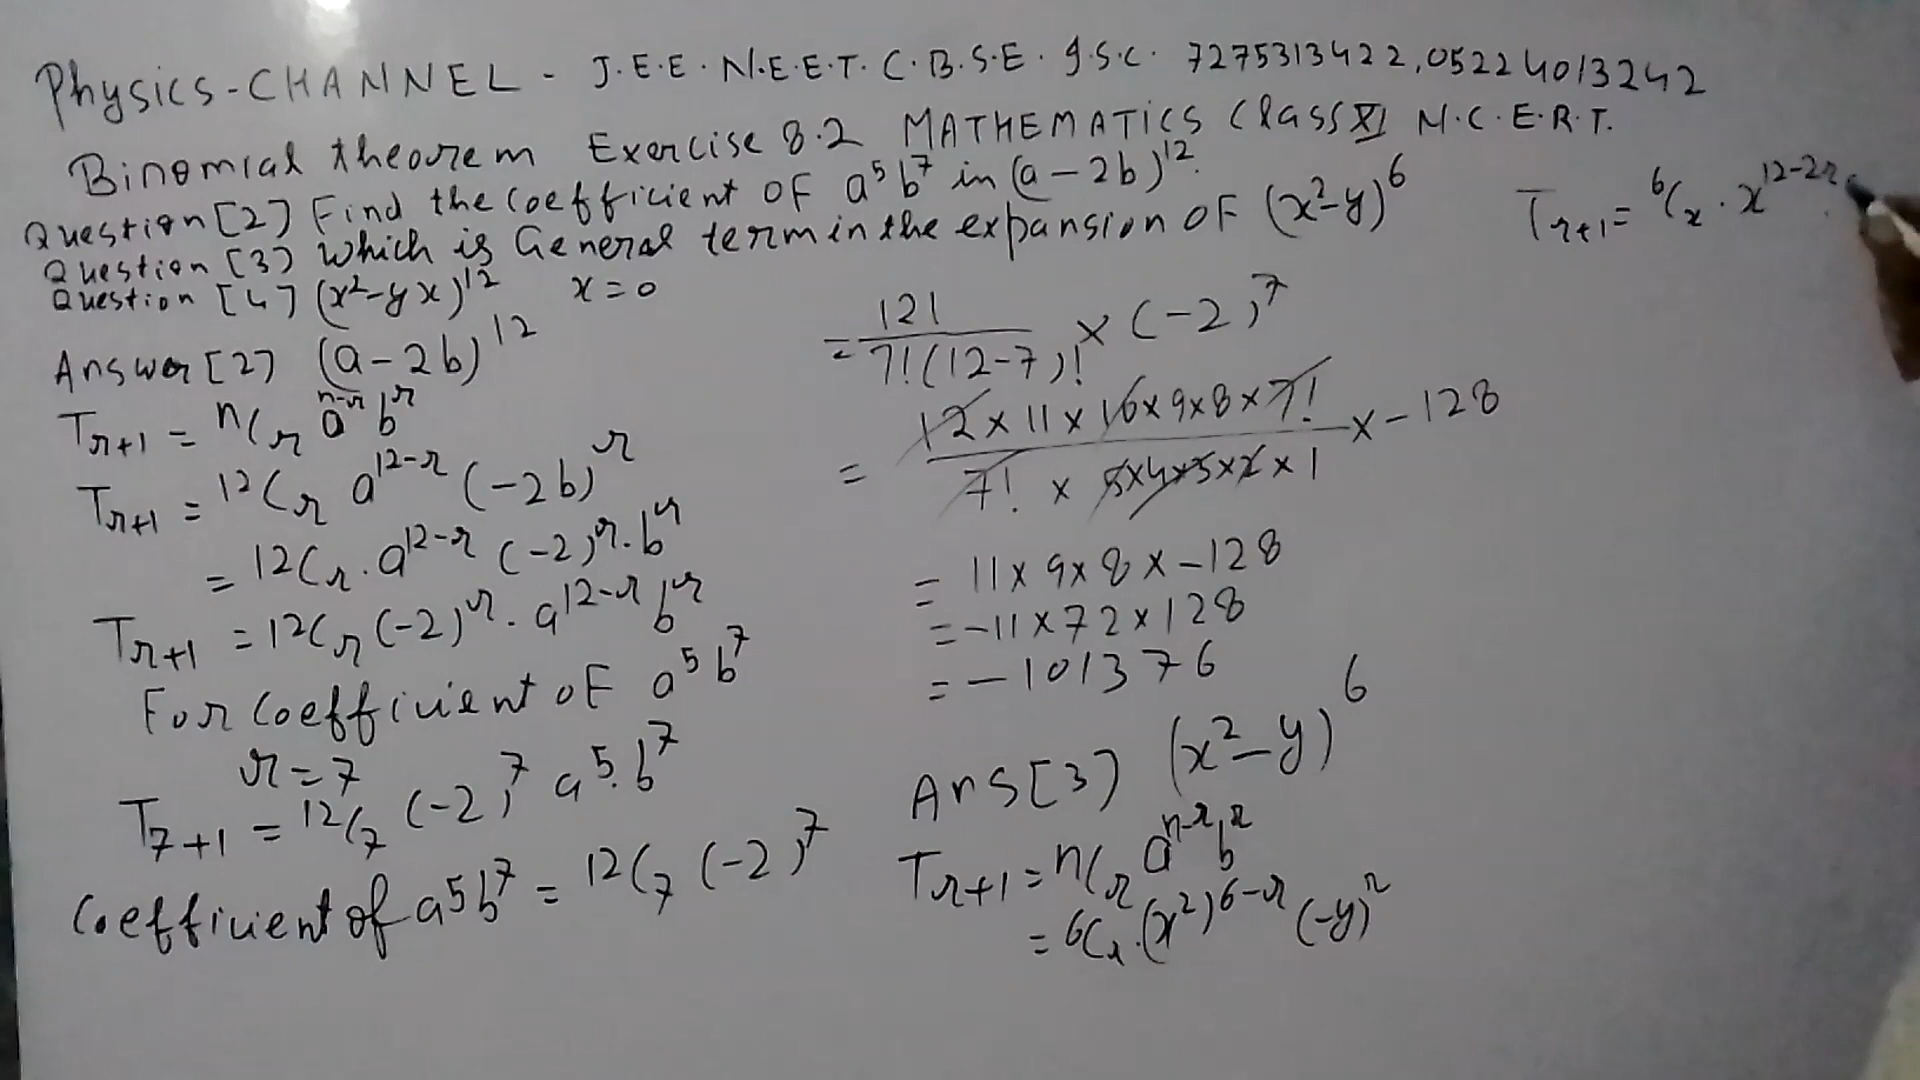 Physics-CHANNEL - J.E.E. N.E.E.T. C.B.S.E. I.S.C. 7275313422, 05224013242
Binomial theorem Exercise 8.2 MATHEMATICS Class XI N.C.E.R.T.
Question [2] Find the coefficient of a⁵b⁷ in (a-2b)¹².
Question [3] Which is General term in the expansion of (x²-y)⁶
Question [4] (x²-yx)¹² x=0
Answer [2] (a-2b)¹²
Tr+1 = nCr aⁿ⁻ʳ bʳ
Tr+1 = 12Cr a¹²⁻ʳ (-2b)ʳ
= 12Cr . a¹²⁻ʳ (-2)ʳ . bʳ
Tr+1 = 12Cr (-2)ʳ . a¹²⁻ʳ bʳ
For coefficient of a⁵b⁷
r=7
T7+1 = 12C7 (-2)⁷ a⁵.b⁷
Coefficient of a⁵b⁷ = 12C7 (-2)⁷
= 12! / 7!(12-7)! × (-2)⁷
= 12×11×10×9×8×7! / 7! × 5×4×3×2×1 × -128
= 11×9×8×-128
= -11×72×128
= -101376
Ans [3] (x²-y)⁶
Tr+1 = nCr aⁿ⁻ʳ bʳ
= 6Cr . (x²)⁶⁻ʳ (-y)ʳ
Tr+1 = ⁶Cr . x¹²⁻²ʳ